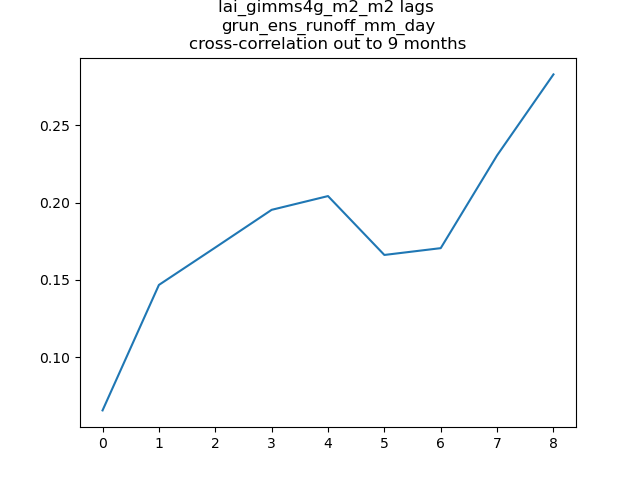 lai_gimms4g_m2_m2 lags
grun_ens_runoff_mm_day
cross-correlation out to 9 months
0.25
0.20
0.15
0.10
0 1 2 3 4 5 6 7 8